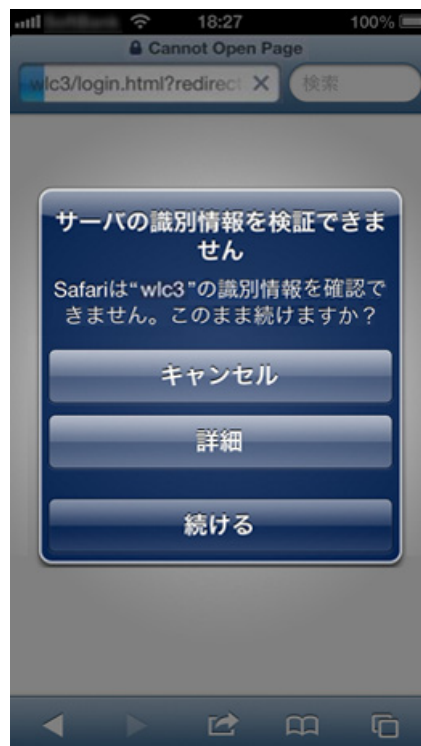 18:27
100%
Cannot Open Page
wlc3/login.html?redirect
検索
サーバの識別情報を検証できま
せん
Safariは“wlc3”の識別情報を確認で
きません。このまま続けますか？
キャンセル
詳細
続ける